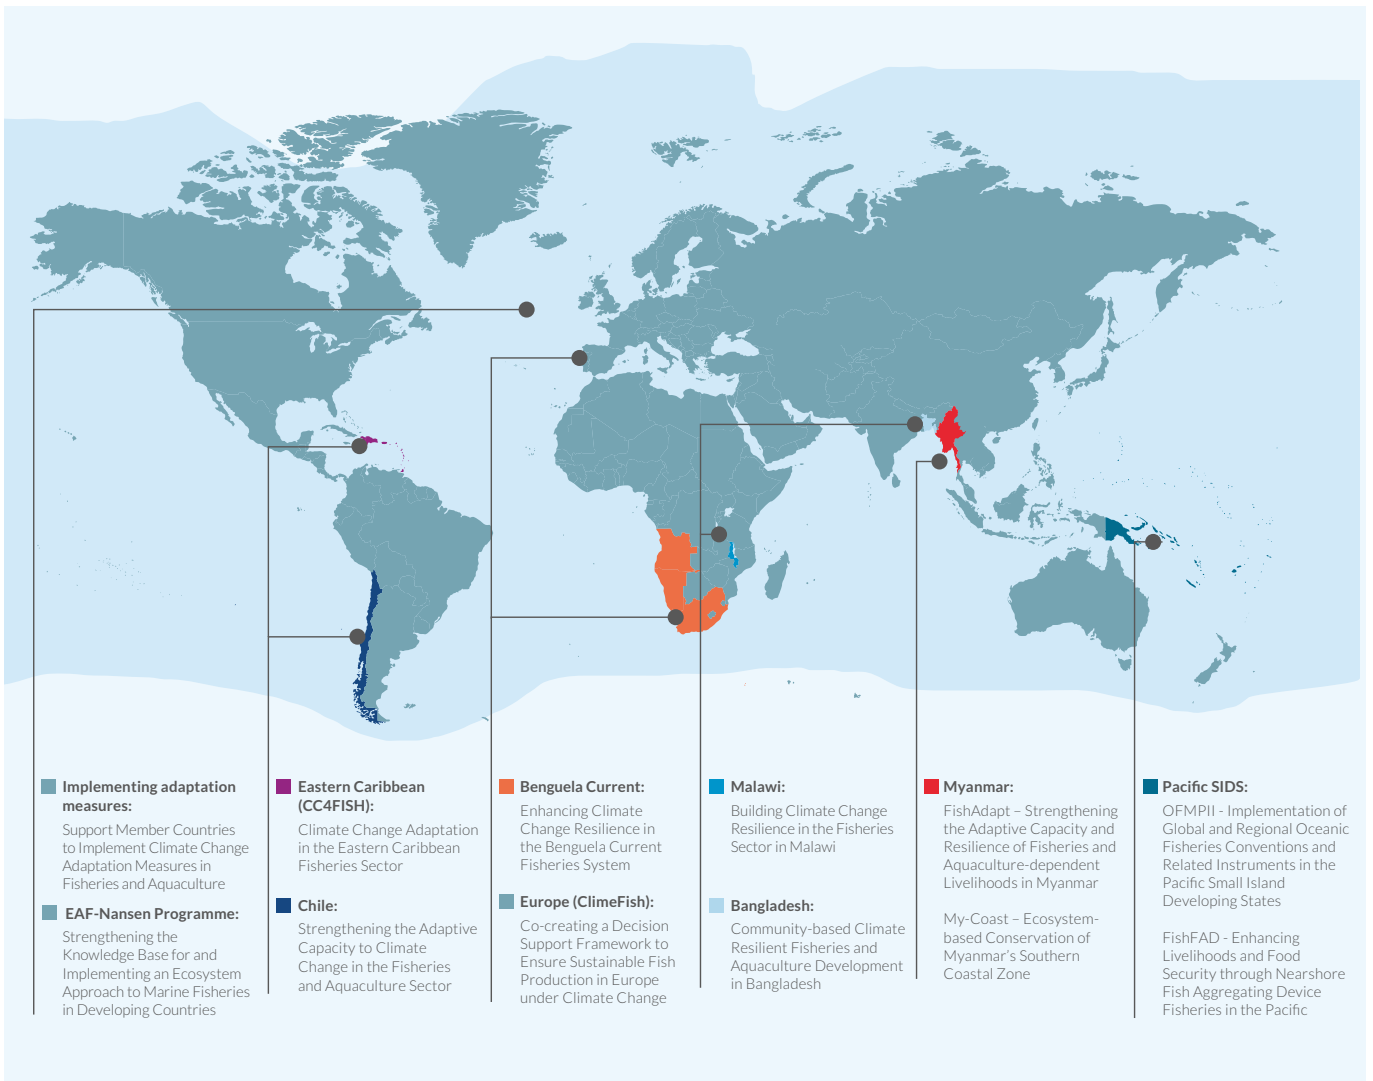 Implementing adaptation
measures:
Support Member Countries
to Implement Climate Change
Adaptation Measures in
Fisheries and Aquaculture
EAF-Nansen Programme:
Strengthening the
Knowledge Base for and
Implementing an Ecosystem
Approach to Marine Fisheries
in Developing Countries
Eastern Caribbean
(CC4FISH):
Climate Change Adaptation
in the Eastern Caribbean
Fisheries Sector
Chile:
Strengthening the Adaptive
Capacity to Climate
Change in the Fisheries
and Aquaculture Sector
Benguela Current:
Enhancing Climate
Change Resilience in
the Benguela Current
Fisheries System
Europe (ClimeFish):
Co-creating a Decision
Support Framework to
Ensure Sustainable Fish
Production in Europe
under Climate Change
Malawi:
Building Climate Change
Resilience in the Fisheries
Sector in Malawi
Bangladesh:
Community-based Climate
Resilient Fisheries and
Aquaculture Development
in Bangladesh
Myanmar:
FishAdapt – Strengthening
the Adaptive Capacity and
Resilience of Fisheries and
Aquaculture-dependent
Livelihoods in Myanmar
My-Coast – Ecosystem-
based Conservation of
Myanmar's Southern
Coastal Zone
Pacific SIDS:
OFMPII - Implementation of
Global and Regional Oceanic
Fisheries Conventions and
Related Instruments in the
Pacific Small Island
Developing States
FishFAD - Enhancing
Livelihoods and Food
Security through Nearshore
Fish Aggregating Device
Fisheries in the Pacific